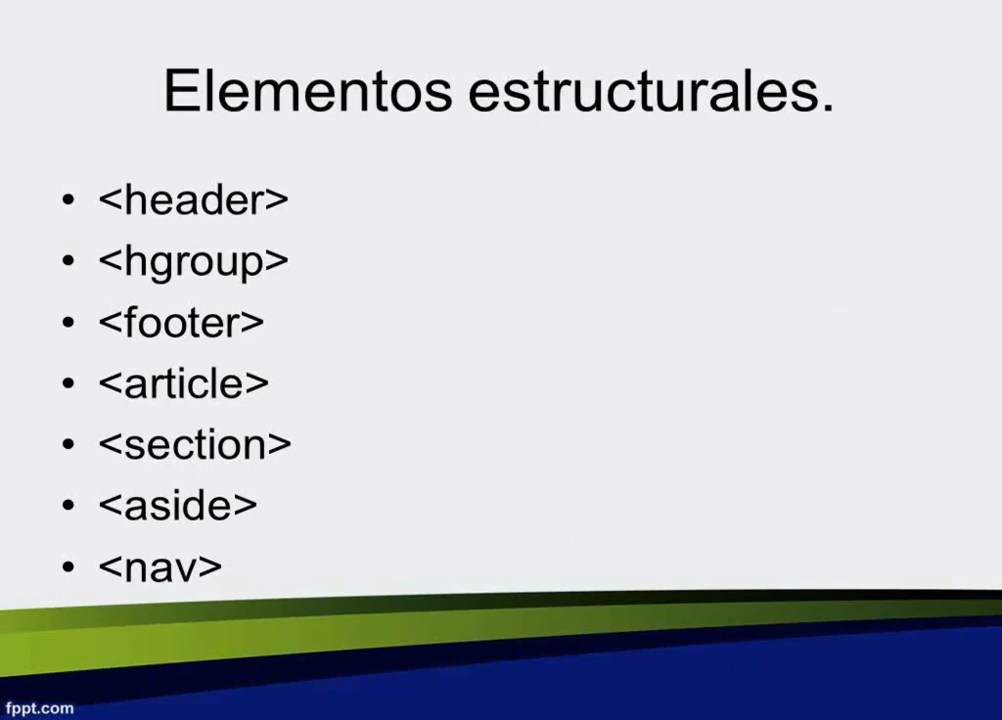 Elementos estructurales.
• <header>
• <hgroup>
• <footer>
• <article>
• <section>
• <aside>
• <nav>
fppt.com